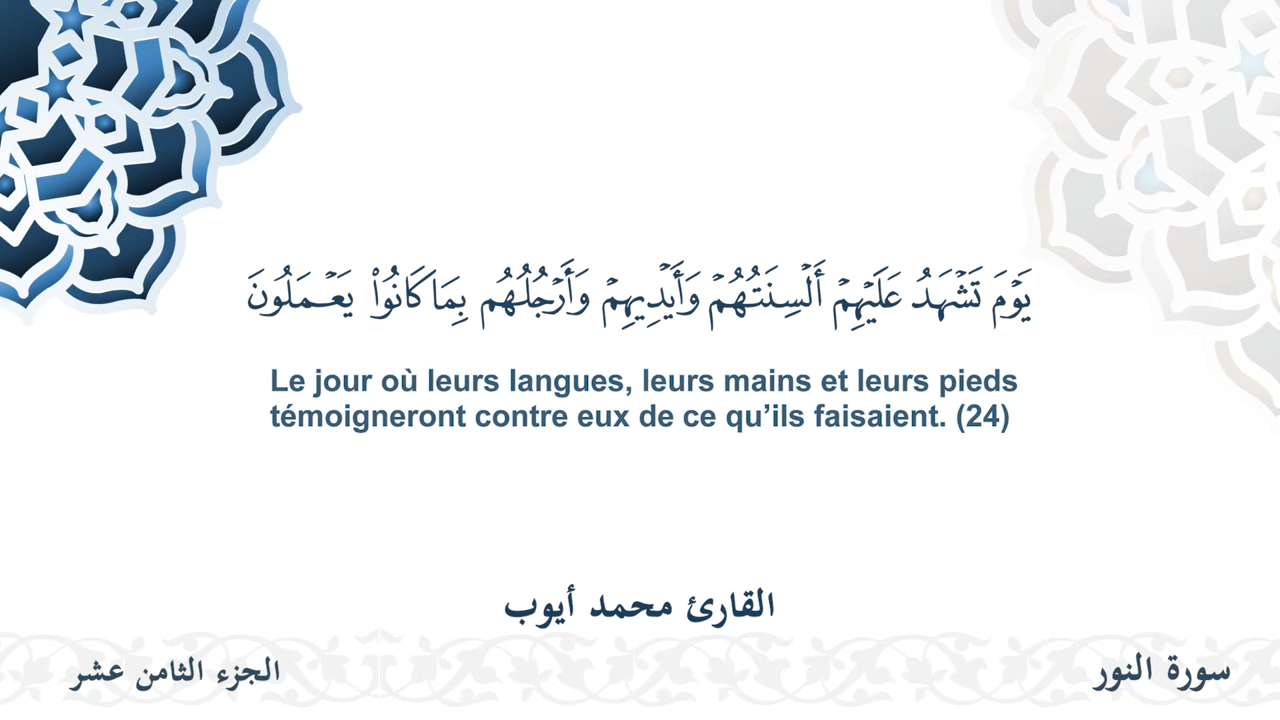 يَوْمَ تَشْهَدُ عَلَيْهِمْ أَلْسِنَتُهُمْ وَأَيْدِيهِمْ وَأَرْجُلُهُم بِمَا كَانُوا۟ يَعْمَلُونَ
Le jour où leurs langues, leurs mains et leurs pieds
témoigneront contre eux de ce qu’ils faisaient. (24)
القارئ محمد أيوب
سورة النور
الجزء الثامن عشر